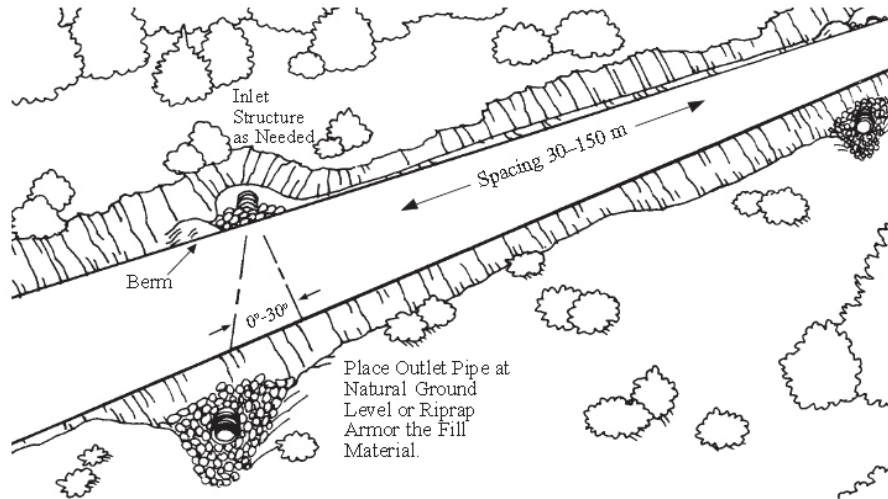 Inlet
Structure
as Needed
Spacing 30–150 m
Berm
0°-30°
Place Outlet Pipe at
Natural Ground
Level or Riprap
Armor the Fill
Material.